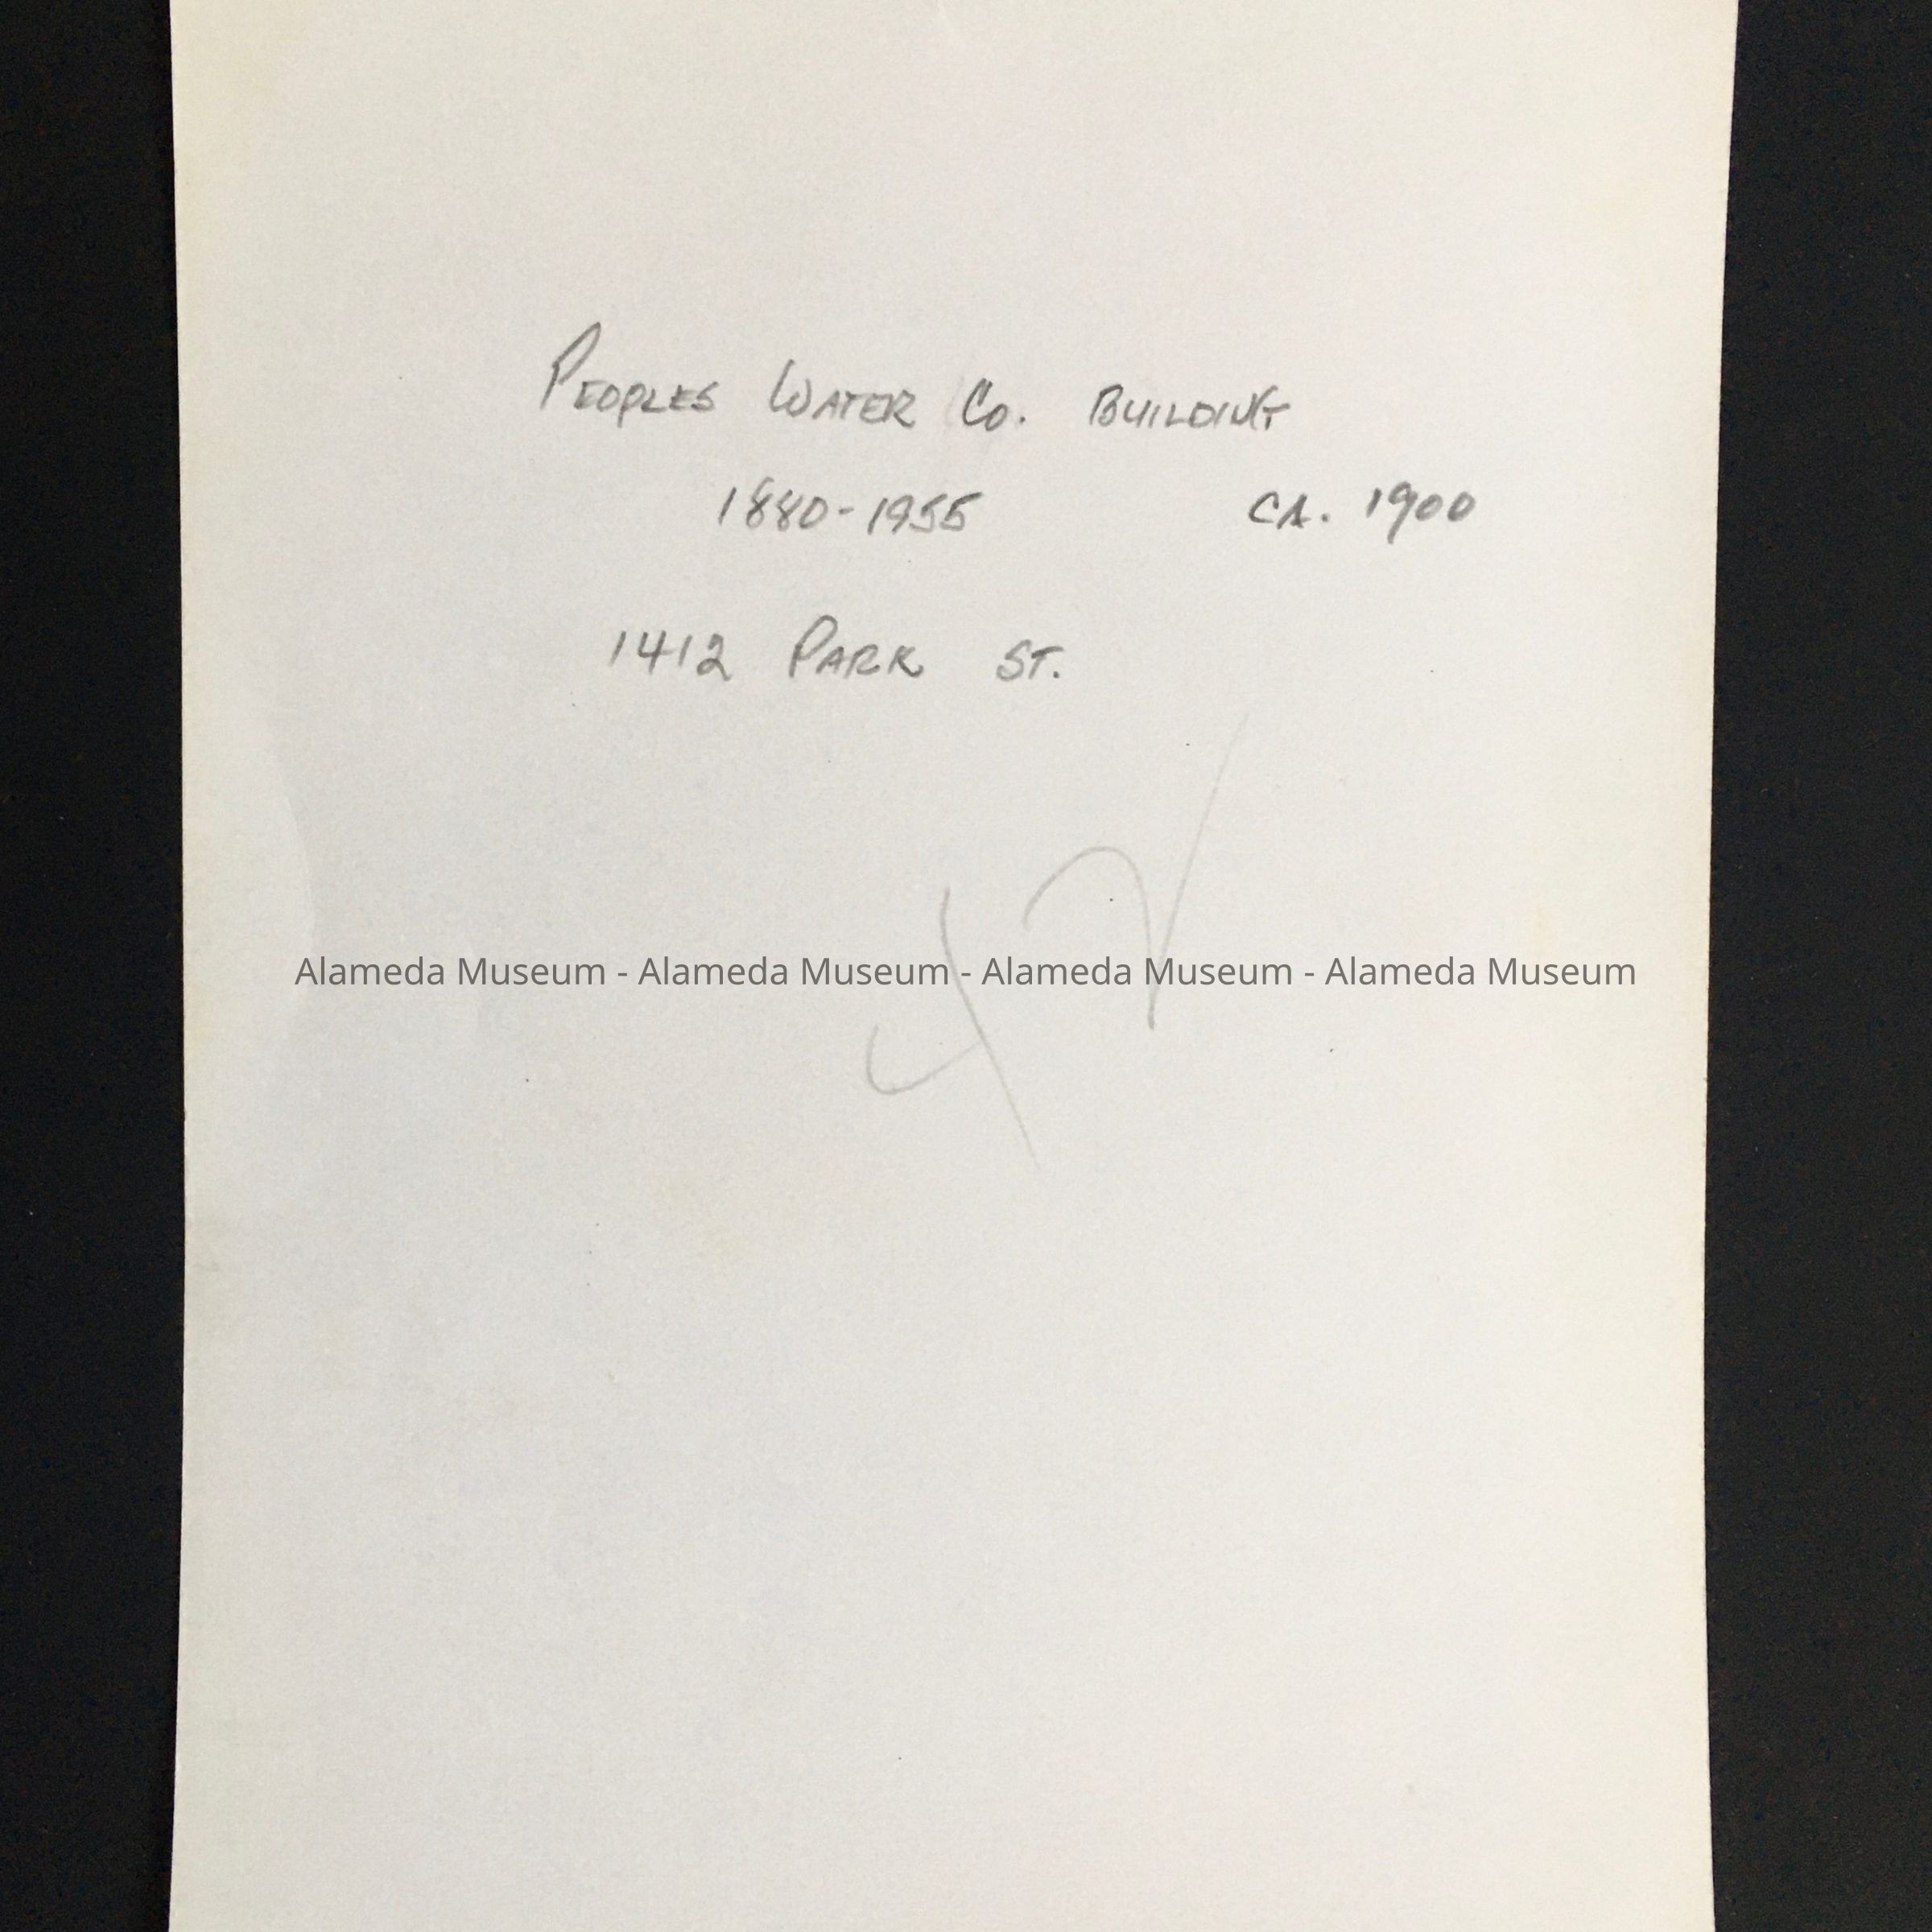 Peoples Water Co. Building
1880-1955 ca. 1900
1412 Park St.
Alameda Museum - Alameda Museum - Alameda Museum - Alameda Museum